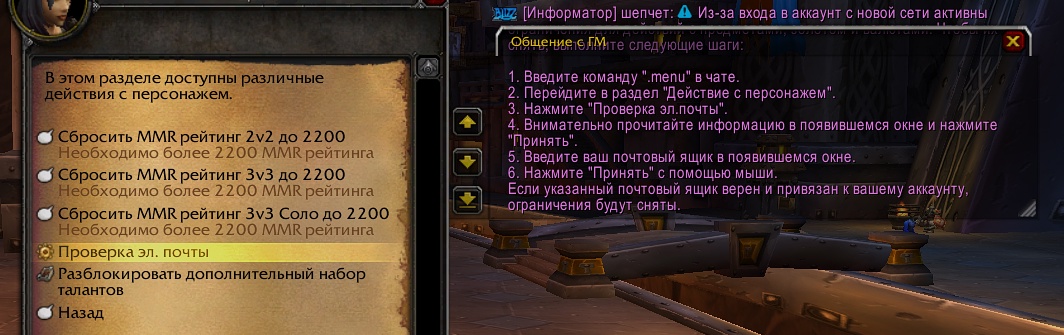 В этом разделе доступны различные
действия с персонажем.
Сбросить MMR рейтинг 2v2 до 2200
Необходимо более 2200 MMR рейтинга
Сбросить MMR рейтинг 3v3 до 2200
Необходимо более 2200 MMR рейтинга
Сбросить MMR рейтинг 3v3 Соло до 2200
Необходимо более 2200 MMR рейтинга
Проверка эл. почты
Разблокировать дополнительный набор
талантов
Назад
BLIZZ [Информатор] шепчет: Из-за входа в аккаунт с новой сети активны
Общение с ГМ
выполните следующие шаги:
1. Введите команду ".menu" в чате.
2. Перейдите в раздел "Действие с персонажем".
3. Нажмите "Проверка эл.почты".
4. Внимательно прочитайте информацию в появившемся окне и нажмите
"Принять".
5. Введите ваш почтовый ящик в появившемся окне.
6. Нажмите "Принять" с помощью мыши.
Если указанный почтовый ящик верен и привязан к вашему аккаунту,
ограничения будут сняты.